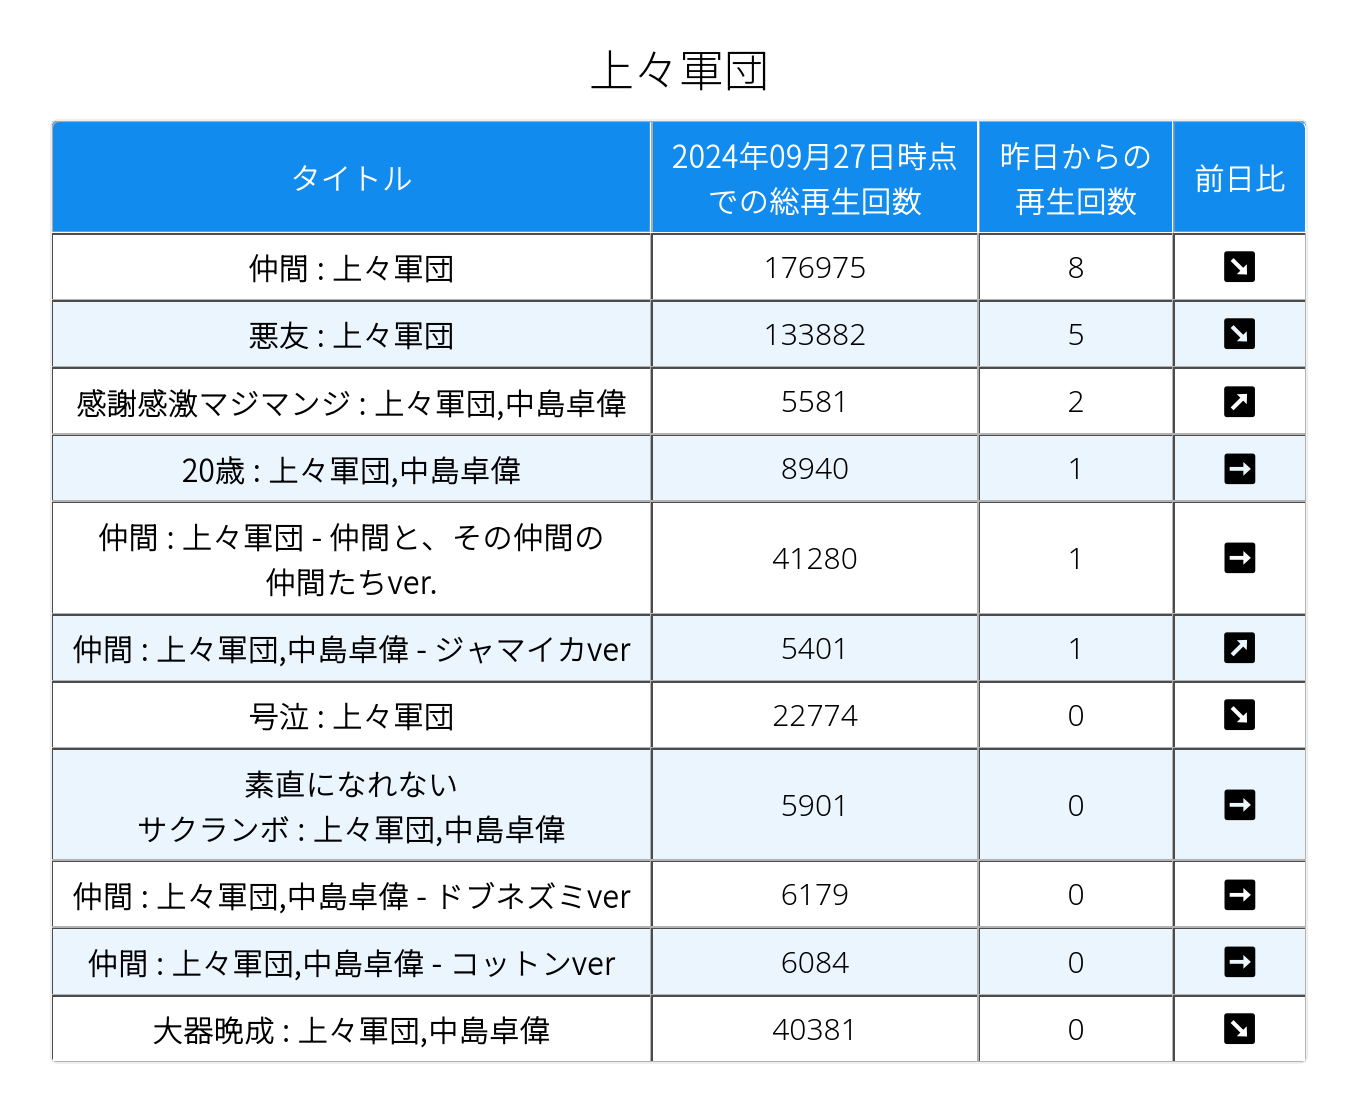 上々軍団
タイトル
2024年09月27日時点
での総再生回数
昨日からの
再生回数
前日比
仲間 : 上々軍団
176975
8
悪友 : 上々軍団
133882
5
感謝感激マジマンジ : 上々軍団,中島卓偉
5581
2
20歳 : 上々軍団,中島卓偉
8940
1
仲間 : 上々軍団 - 仲間と、その仲間の
仲間たちver.
41280
1
仲間 : 上々軍団,中島卓偉 - ジャマイカver
5401
1
号泣 : 上々軍団
22774
0
素直になれない
サクランボ : 上々軍団,中島卓偉
5901
0
仲間 : 上々軍団,中島卓偉 - ドブネズミver
6179
0
仲間 : 上々軍団,中島卓偉 - コットンver
6084
0
大器晩成 : 上々軍団,中島卓偉
40381
0